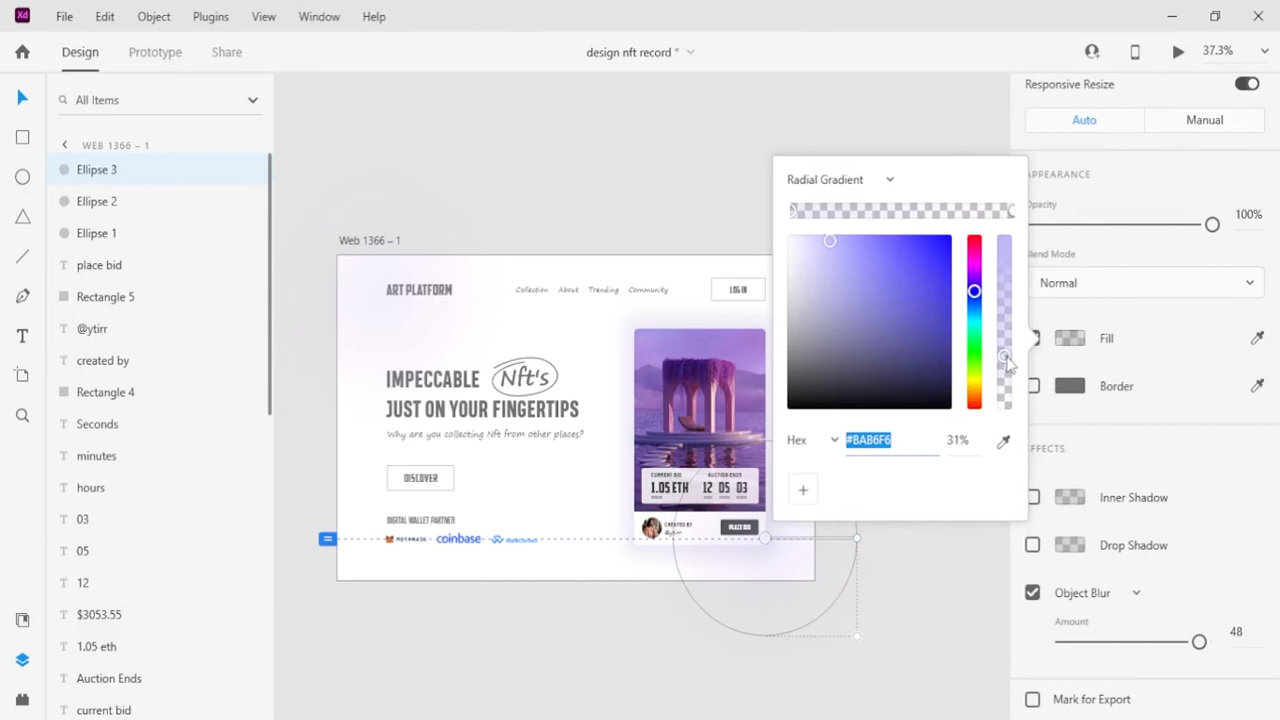 Xd File Edit Object Plugins View Window Help
Design Prototype Share
design nft record *
37.3%
All Items
WEB 1366 – 1
Ellipse 3
Ellipse 2
Ellipse 1
place bid
Rectangle 5
@ytirr
created by
Rectangle 4
Seconds
minutes
hours
03
05
12
$3053.55
1.05 eth
Auction Ends
current bid
Web 1366 – 1
ART PLATFORM
Collection About Trending Community
LOG IN
IMPECCABLE Nft's
JUST ON YOUR FINGERTIPS
Why are you collecting Nft from other places?
DISCOVER
DIGITAL WALLET PARTNER
METAMASK coinbase WalletConnect
CURRENT BID AUCTION ENDS
1.05 ETH 12 05 03
CREATED BY
@ytirr
PLACE BID
Radial Gradient
Hex #BAB6F6 31%
+
Responsive Resize
Auto Manual
APPEARANCE
Opacity
100%
Blend Mode
Normal
Fill
Border
EFFECTS
Inner Shadow
Drop Shadow
Object Blur
Amount
48
Mark for Export